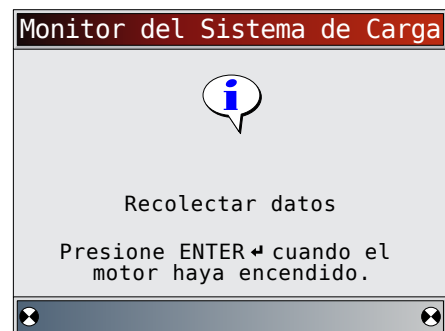 Monitor del Sistema de Carga
i
Recolectar datos
Presione ENTER↵ cuando el
motor haya encendido.